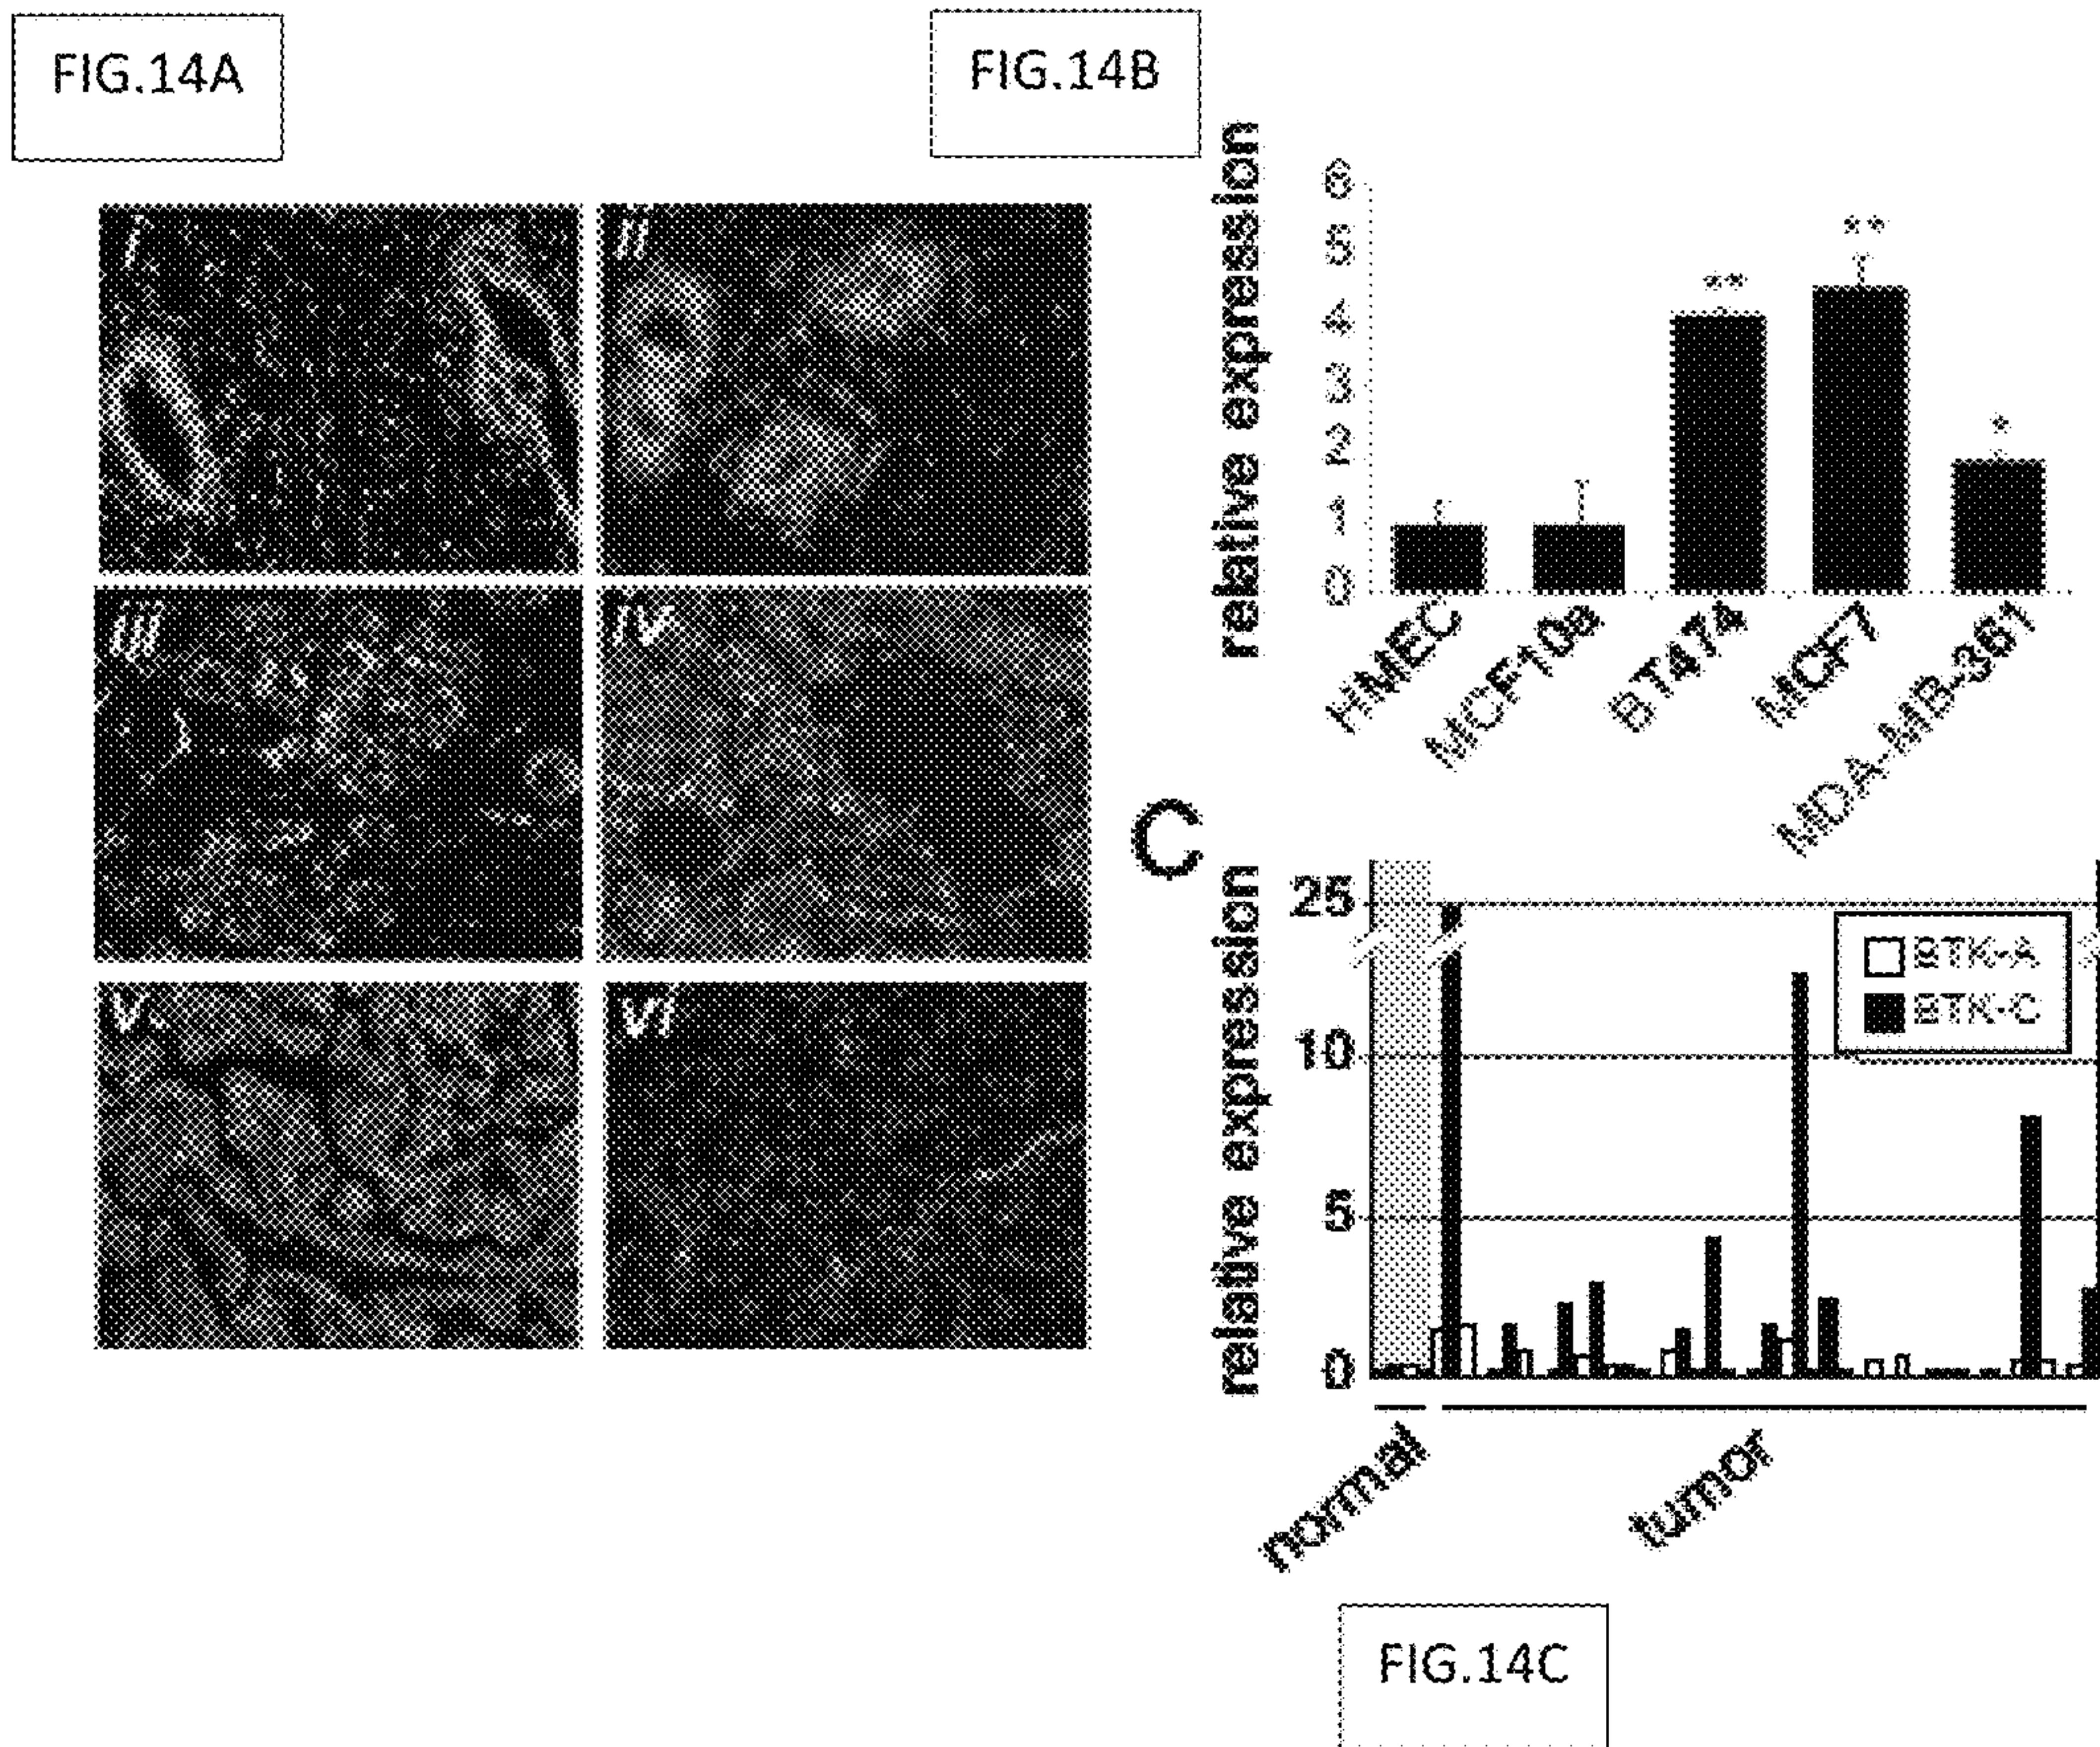 FIG.14A
FIG.14B
i
ii
iii
iv
v.
vi
relative expression
6
5
4
3
2
1
0
**
**
*
HMEC
MCF10a
BT474
MCF7
MDA-MB-361
C
relative expression
25
10
5
0
BTK-A
BTK-C
normal
tumor
FIG.14C